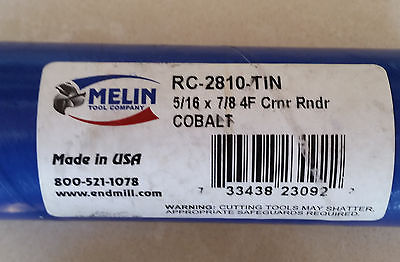 MELIN
TOOL COMPANY
RC-2810-TIN
5/16 x 7/8 4F Crnr Rndr
COBALT
Made in USA
800-521-1078
www.endmill.com
7 33438 23092 2
WARNING: CUTTING TOOLS MAY SHATTER.
APPROPRIATE SAFEGUARDS REQUIRED.